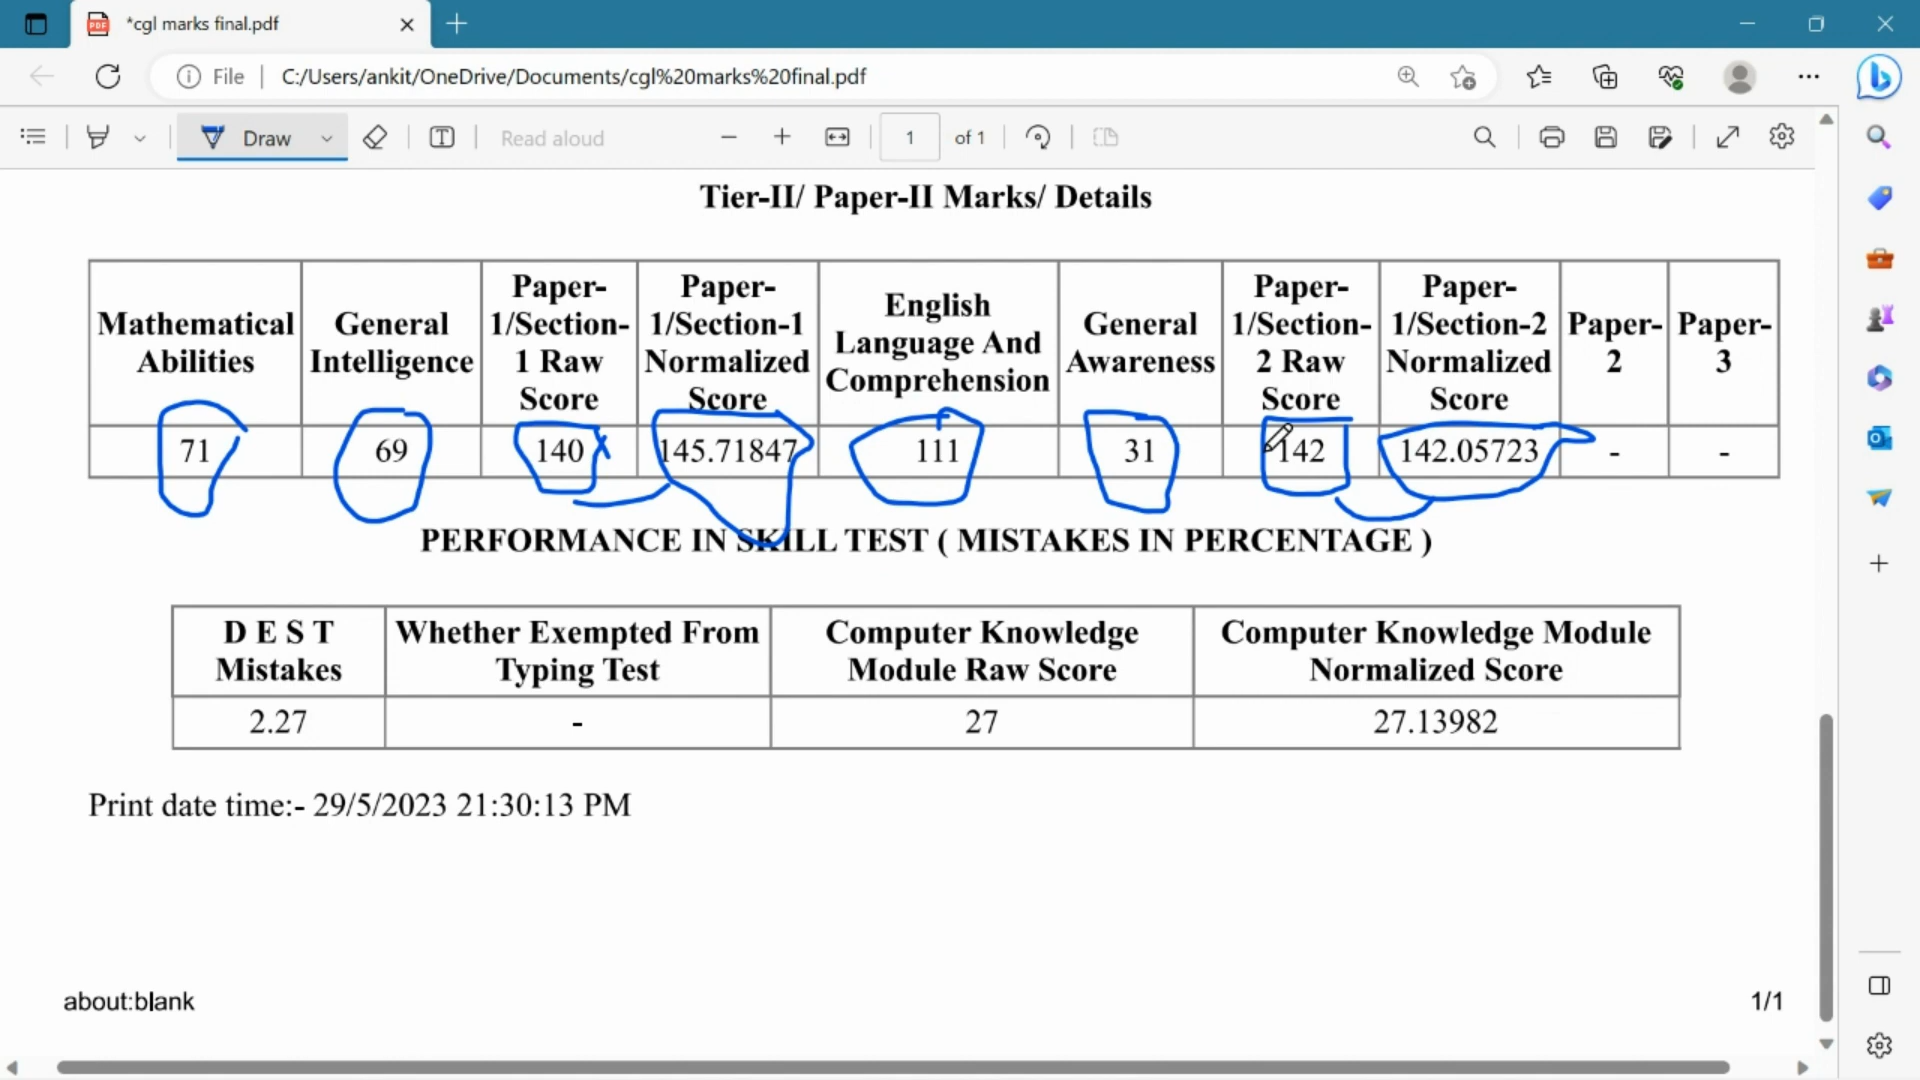 *cgl marks final.pdf
File
C:/Users/ankit/OneDrive/Documents/cgl%20marks%20final.pdf
Draw
Read aloud
1
of 1
Tier-II/ Paper-II Marks/ Details
Mathematical Abilities
General Intelligence
Paper-1/Section-1 Raw Score
Paper-1/Section-1 Normalized Score
English Language And Comprehension
General Awareness
Paper-1/Section-2 Raw Score
Paper-1/Section-2 Normalized Score
Paper-2
Paper-3
71 69 140 145.71847 111 31 142 142.05723 - -
PERFORMANCE IN SKILL TEST ( MISTAKES IN PERCENTAGE )
D E S T Mistakes
Whether Exempted From Typing Test
Computer Knowledge Module Raw Score
Computer Knowledge Module Normalized Score
2.27 - 27 27.13982
Print date time:- 29/5/2023 21:30:13 PM
about:blank
1/1